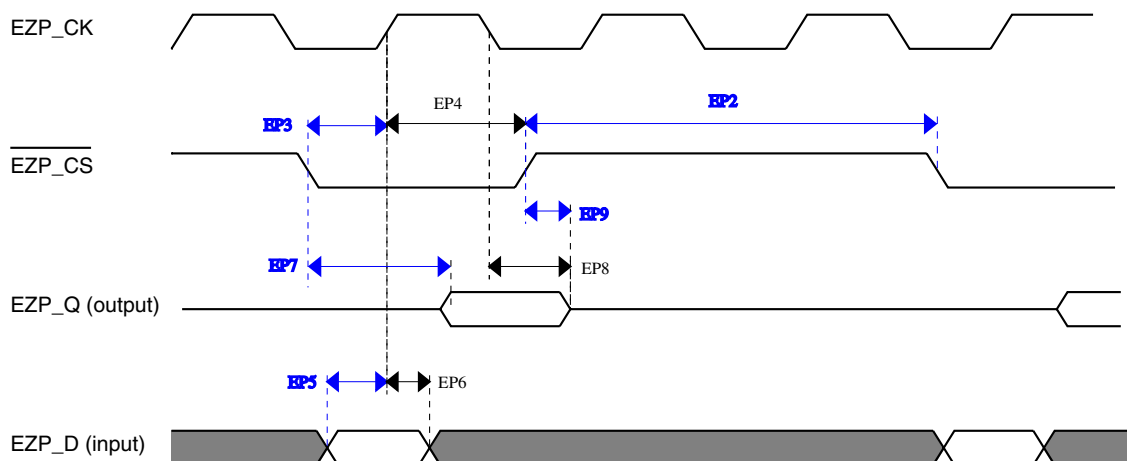 EZP_CK
EP4
EP2
EP3
EZP_CS
EP9
EP7
EP8
EZP_Q (output)
EP5
EP6
EZP_D (input)